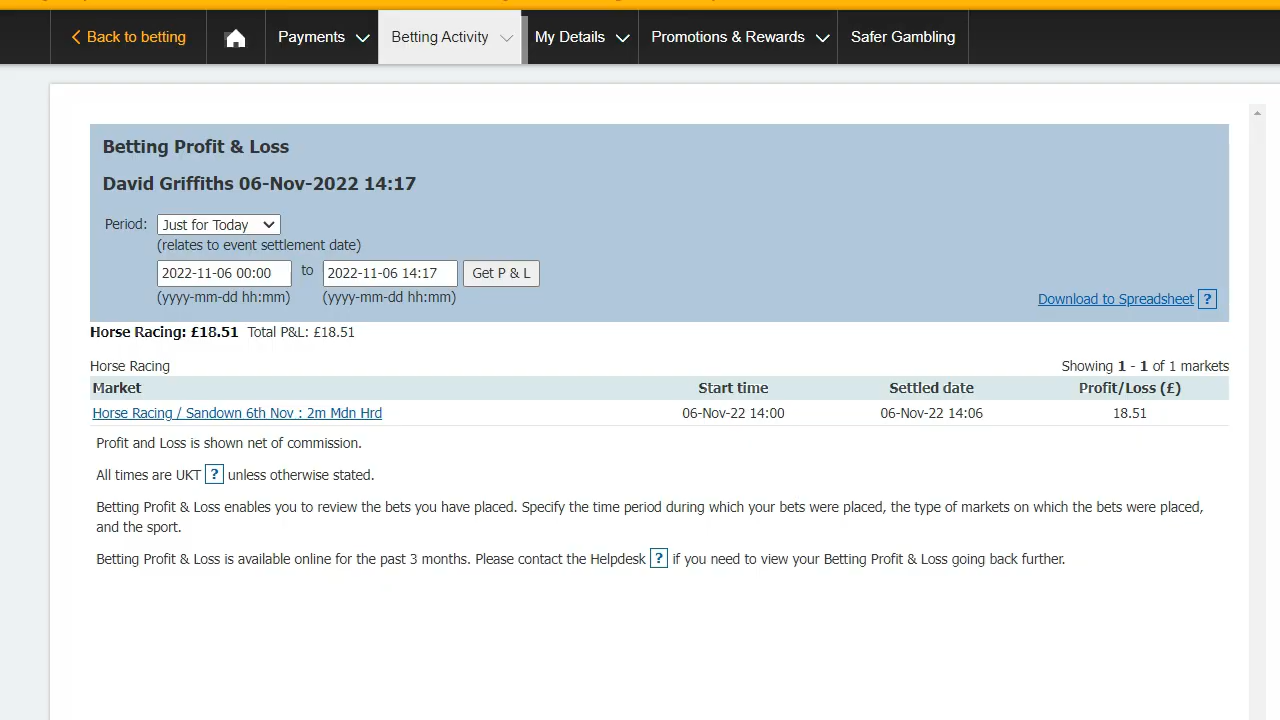 Back to betting Payments Betting Activity My Details Promotions & Rewards Safer Gambling
Betting Profit & Loss
David Griffiths 06-Nov-2022 14:17
Period: Just for Today
(relates to event settlement date)
2022-11-06 00:00 to 2022-11-06 14:17 Get P & L
(yyyy-mm-dd hh:mm) (yyyy-mm-dd hh:mm)
Download to Spreadsheet ?
Horse Racing: £18.51 Total P&L: £18.51
Horse Racing Showing 1 - 1 of 1 markets
Market Start time Settled date Profit/Loss (£)
Horse Racing / Sandown 6th Nov : 2m Mdn Hrd 06-Nov-22 14:00 06-Nov-22 14:06 18.51
Profit and Loss is shown net of commission.
All times are UKT ? unless otherwise stated.
Betting Profit & Loss enables you to review the bets you have placed. Specify the time period during which your bets were placed, the type of markets on which the bets were placed,
and the sport.
Betting Profit & Loss is available online for the past 3 months. Please contact the Helpdesk ? if you need to view your Betting Profit & Loss going back further.